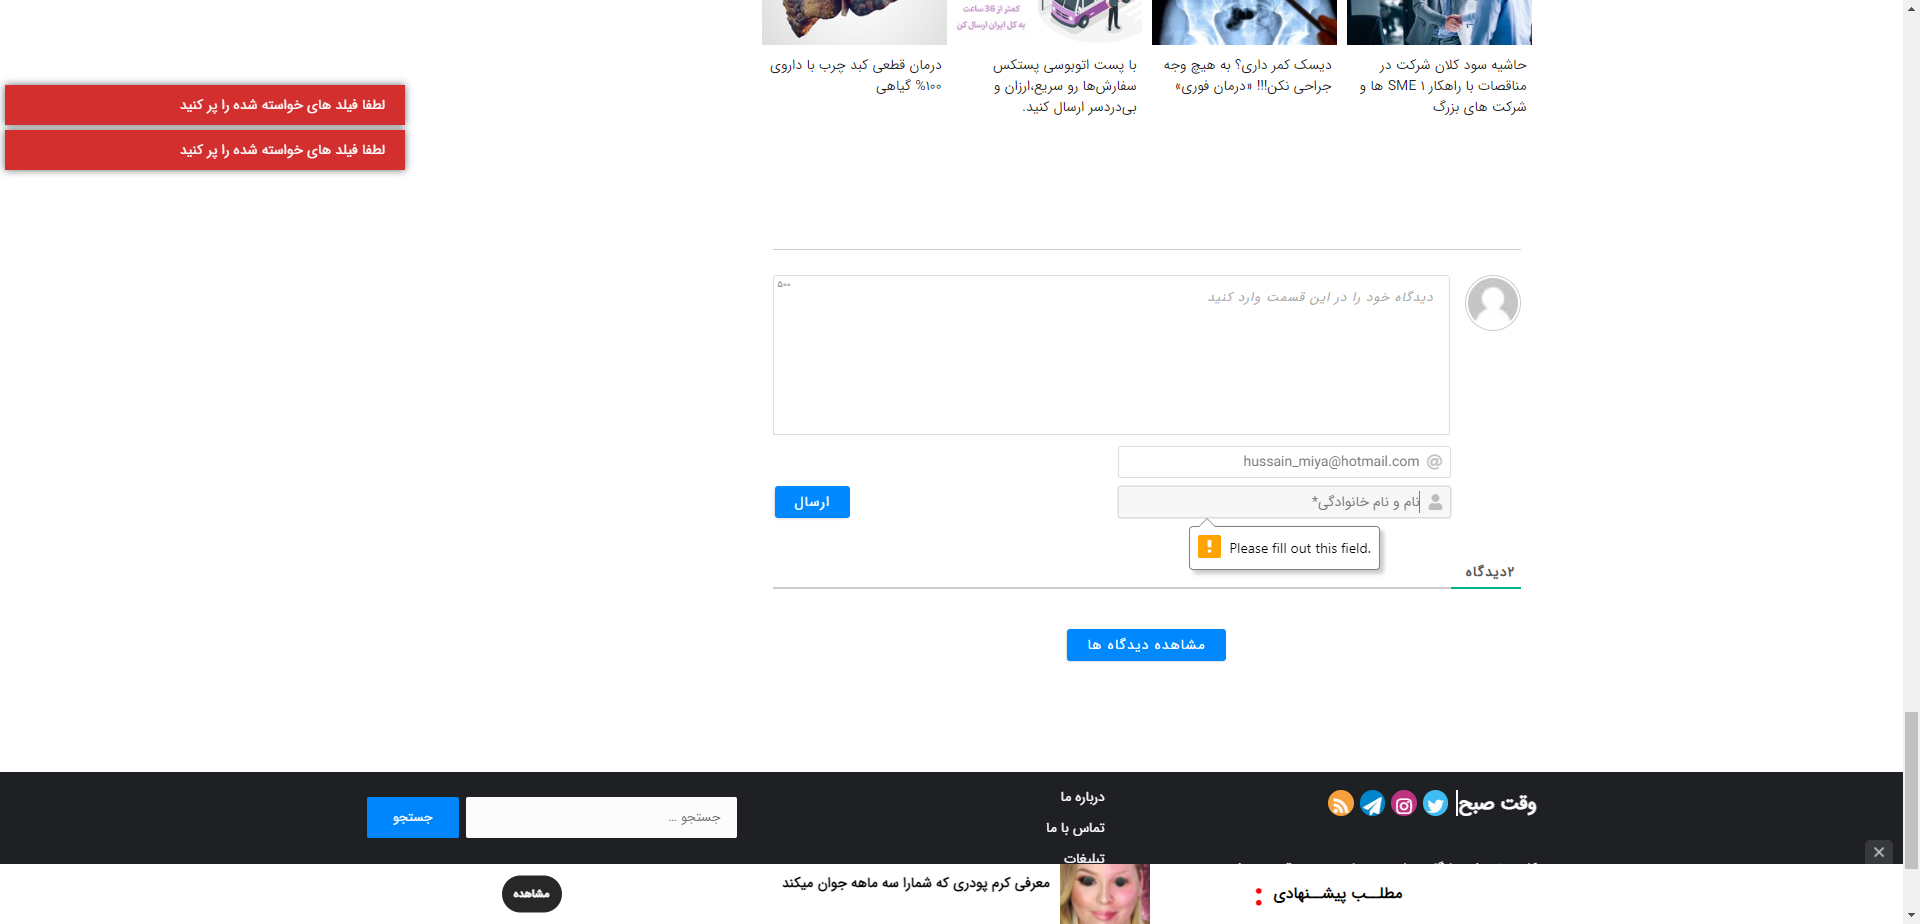 کمتر از 36 ساعت
به کل ایران ارسال کن
حاشیه سود کلان شرکت در
مناقصات با راهکار ۱ SME ها و
شرکت های بزرگ
دیسک کمر داری؟ به هیچ وجه
جراحی نکن!!! «درمان فوری»
با پست اتوبوسی پستکس
سفارش‌ها رو سریع،ارزان و
بی‌دردسر ارسال کنید.
درمان قطعی کبد چرب با داروی
۱۰۰% گیاهی
لطفا فیلد های خواسته شده را پر کنید
لطفا فیلد های خواسته شده را پر کنید
۵۰۰
دیدگاه خود را در این قسمت وارد کنید
hussain_miya@hotmail.com
نام و نام خانوادگی*
ارسال
Please fill out this field.
۲دیدگاه
مشاهده دیدگاه ها
وقت صبح
درباره ما
تماس با ما
تبلیغات
جستجو …
جستجو
مطلــب پیشــنهادی :
معرفی کرم پودری که شمارا سه ماهه جوان میکند
مشاهده